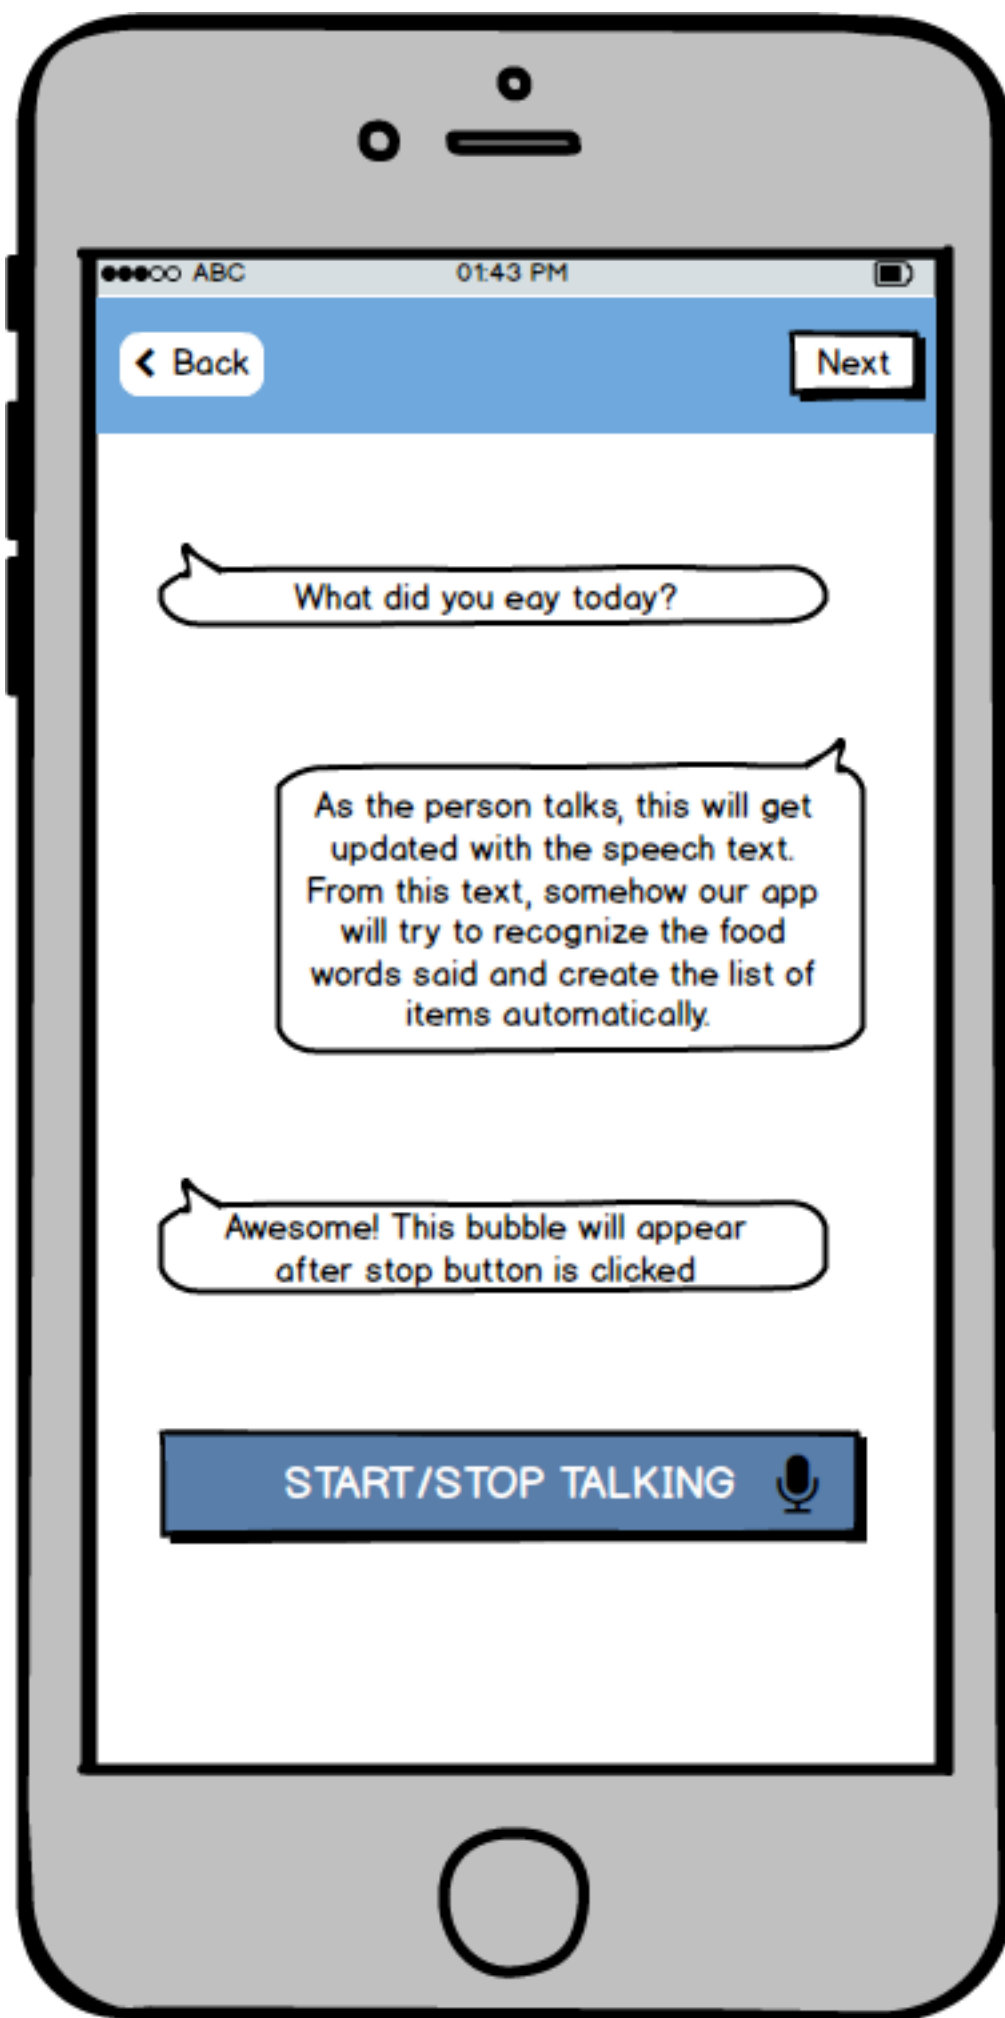 ABC 01:43 PM
Back Next
What did you eay today?
As the person talks, this will get
updated with the speech text.
From this text, somehow our app
will try to recognize the food
words said and create the list of
items automatically.
Awesome! This bubble will appear
after stop button is clicked
START/STOP TALKING